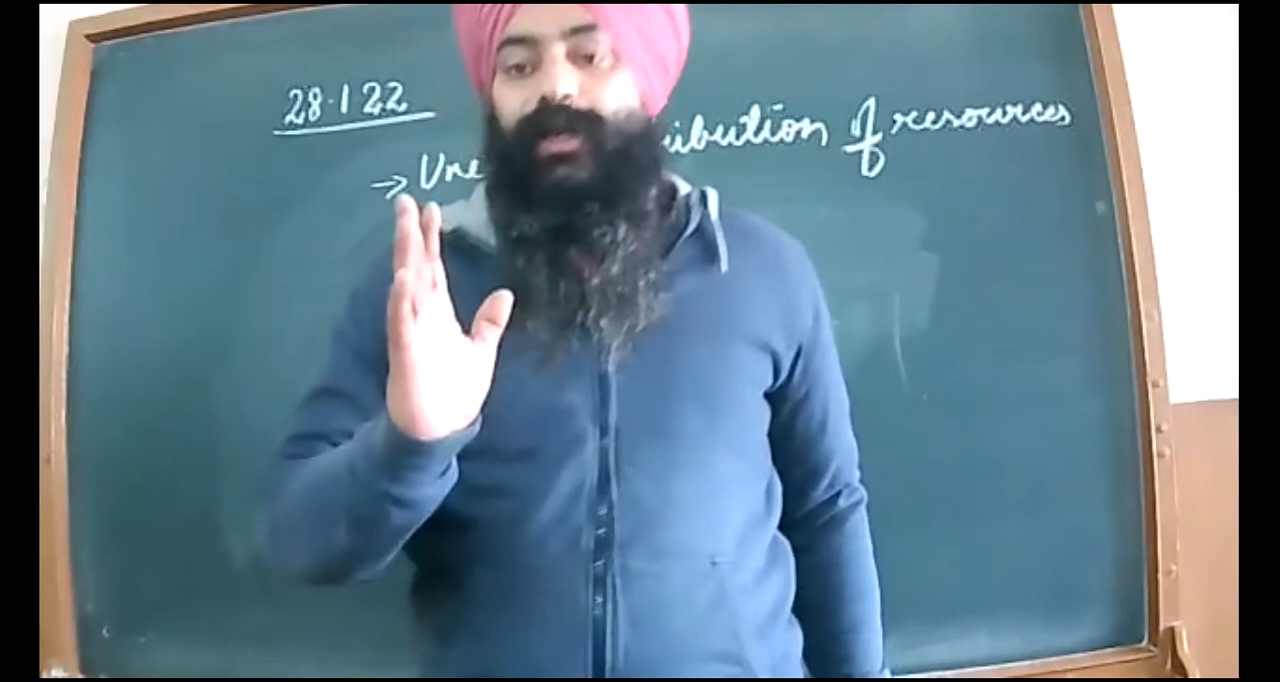 28.1 22
→ Une ibution of resources